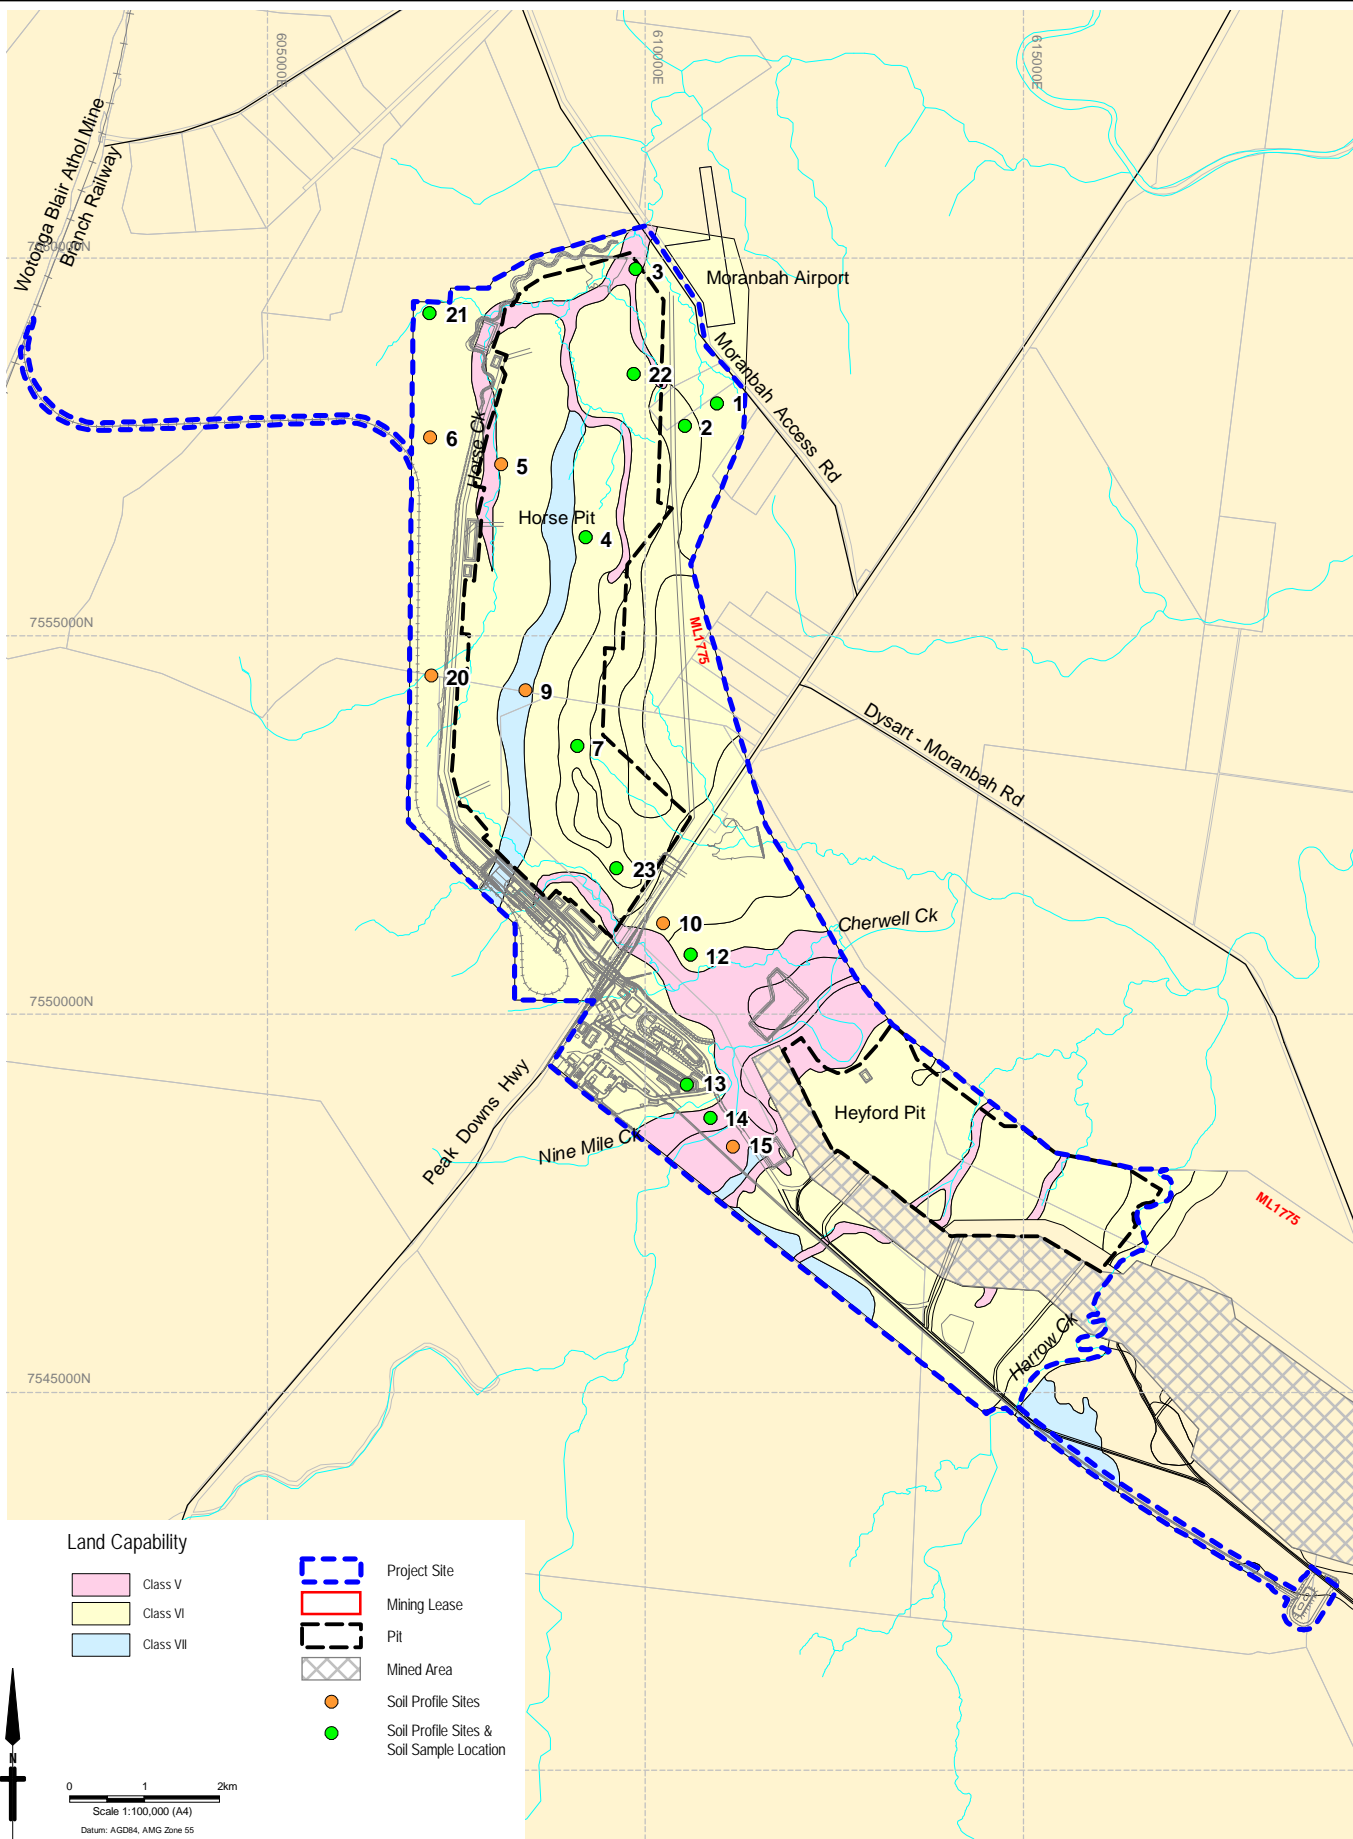 605000E
610000E
615000E
Wotonga Blair Athol Mine
Branch Railway
7560000N
3
Moranbah Airport
21
Moranbah Access Rd
22
1
2
6
Horse Ck
5
Horse Pit
4
7555000N
ML1775
20
9
Dysart - Moranbah Rd
7
23
10
Cherwell Ck
12
7550000N
13
Heyford Pit
14
Peak Downs Hwy
Nine Mile Ck
15
ML1775
Harrow Ck
7545000N
Land Capability
Class V
Class VI
Class VII
Project Site
Mining Lease
Pit
Mined Area
Soil Profile Sites
Soil Profile Sites &
Soil Sample Location
N
0 1 2km
Scale 1:100,000 (A4)
Datum: AGD84, AMG Zone 55